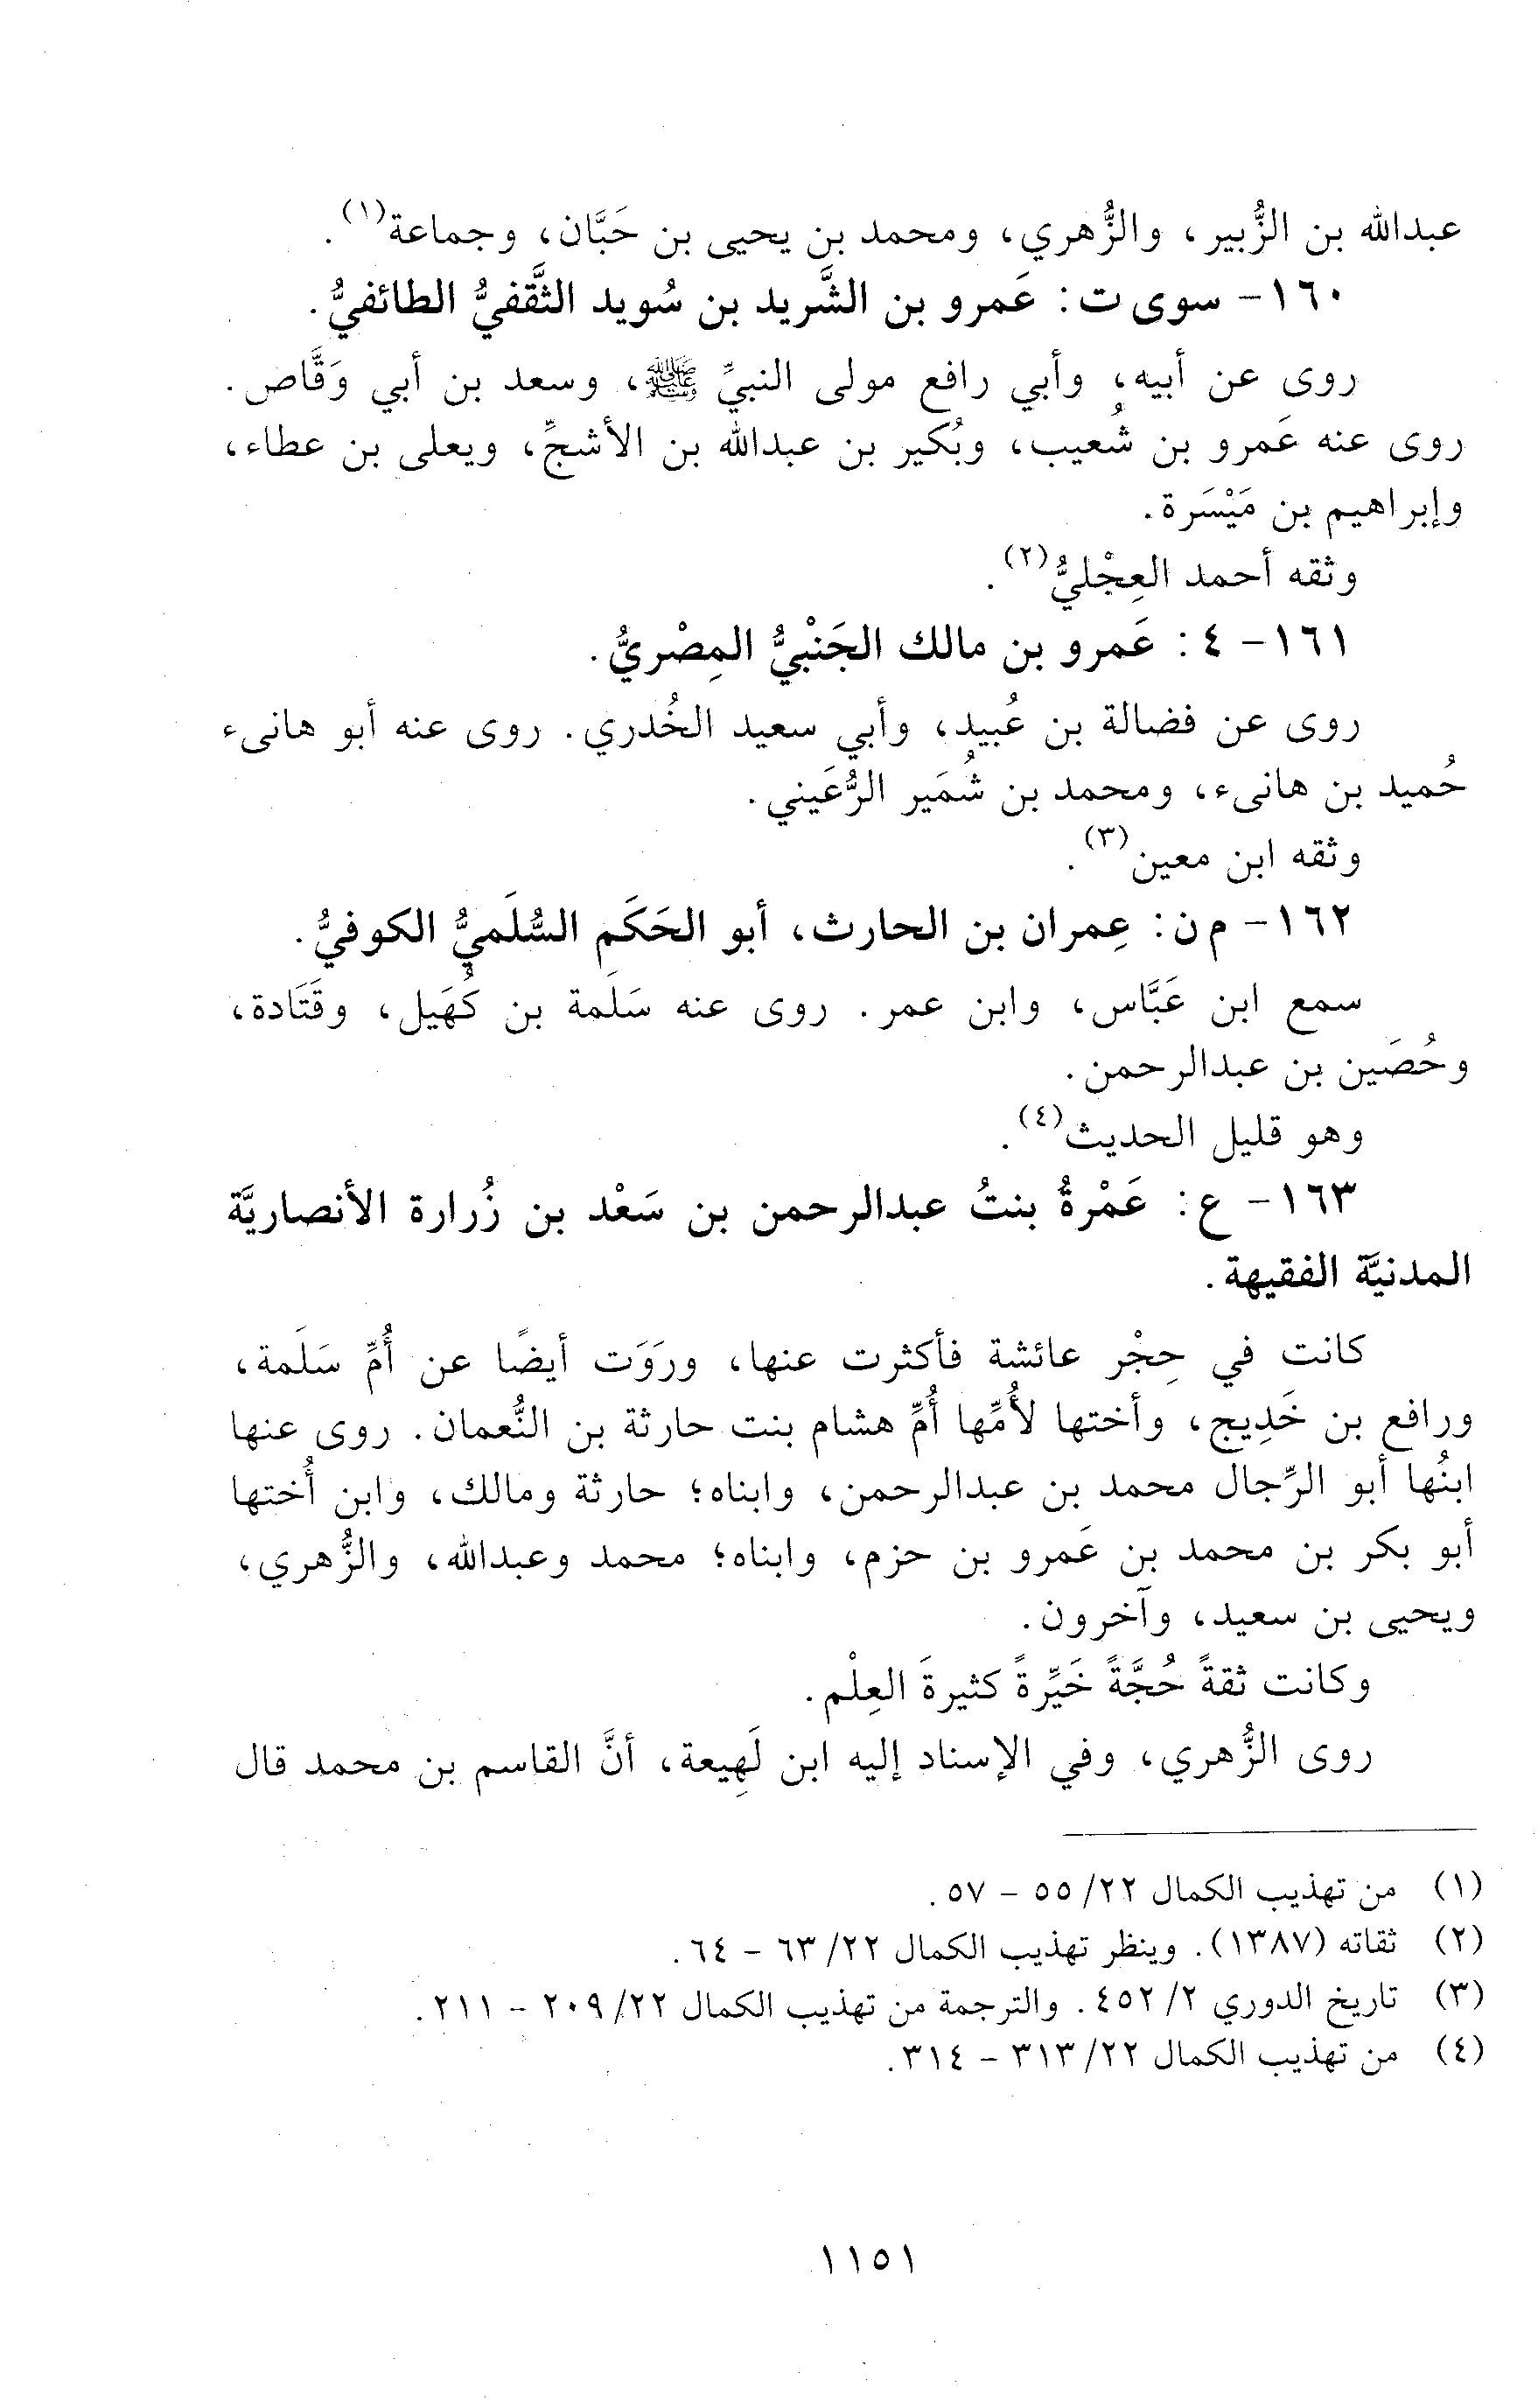 عبدالله بن الزُّبير، والزُّهري، ومحمد بن يحيى بن حَبَّان، وجماعة(١).
١٦٠- سوى ت: عَمرو بن الشَّريد بن سُويد الثَّقفيُّ الطائفيُّ.
روى عن أبيه، وأبي رافع مولى النبيِّ ﷺ، وسعد بن أبي وَقَّاص.
روى عنه عَمرو بن شُعيب، وبُكير بن عبدالله بن الأشجِّ، ويعلى بن عطاء،
وإبراهيم بن مَيْسَرة.
وثقه أحمد العِجْليُّ(٢).
١٦١- ٤: عَمرو بن مالك الجَنْبيُّ المِصْريُّ.
روى عن فضالة بن عُبيد، وأبي سعيد الخُدري. روى عنه أبو هانىء
حُميد بن هانىء، ومحمد بن شُمَير الرُّعَيني.
وثقه ابن معين(٣).
١٦٢- م ن: عِمران بن الحارث، أبو الحَكَم السُّلَميُّ الكوفيُّ.
سمع ابن عَبَّاس، وابن عمر. روى عنه سَلَمة بن كُهَيل، وقَتَادة،
وحُصَين بن عبدالرحمن.
وهو قليل الحديث(٤).
١٦٣- ع: عَمْرةُ بنتُ عبدالرحمن بن سَعْد بن زُرارة الأنصاريَّة
المدنيَّة الفقيهة.
كانت في حِجْر عائشة فأكثرت عنها، ورَوَت أيضًا عن أُمِّ سَلَمة،
ورافع بن خَدِيج، وأختها لأُمِّها أُمِّ هشام بنت حارثة بن النُّعمان. روى عنها
ابنُها أبو الرِّجال محمد بن عبدالرحمن، وابناه؛ حارثة ومالك، وابن أُختها
أبو بكر بن محمد بن عَمرو بن حزم، وابناه؛ محمد وعبدالله، والزُّهري،
ويحيى بن سعيد، وآخرون.
وكانت ثقةً حُجَّةً خَيِّرةً كثيرةَ العِلْم.
روى الزُّهري، وفي الإسناد إليه ابن لَهِيعة، أنَّ القاسم بن محمد قال
(١) من تهذيب الكمال ٢٢/ ٥٥ - ٥٧.
(٢) ثقاته (١٣٨٧). وينظر تهذيب الكمال ٢٢/ ٦٣ - ٦٤.
(٣) تاريخ الدوري ٢/ ٤٥٢. والترجمة من تهذيب الكمال ٢٢/ ٢٠٩ - ٢١١.
(٤) من تهذيب الكمال ٢٢/ ٣١٣ - ٣١٤.
١١٥١